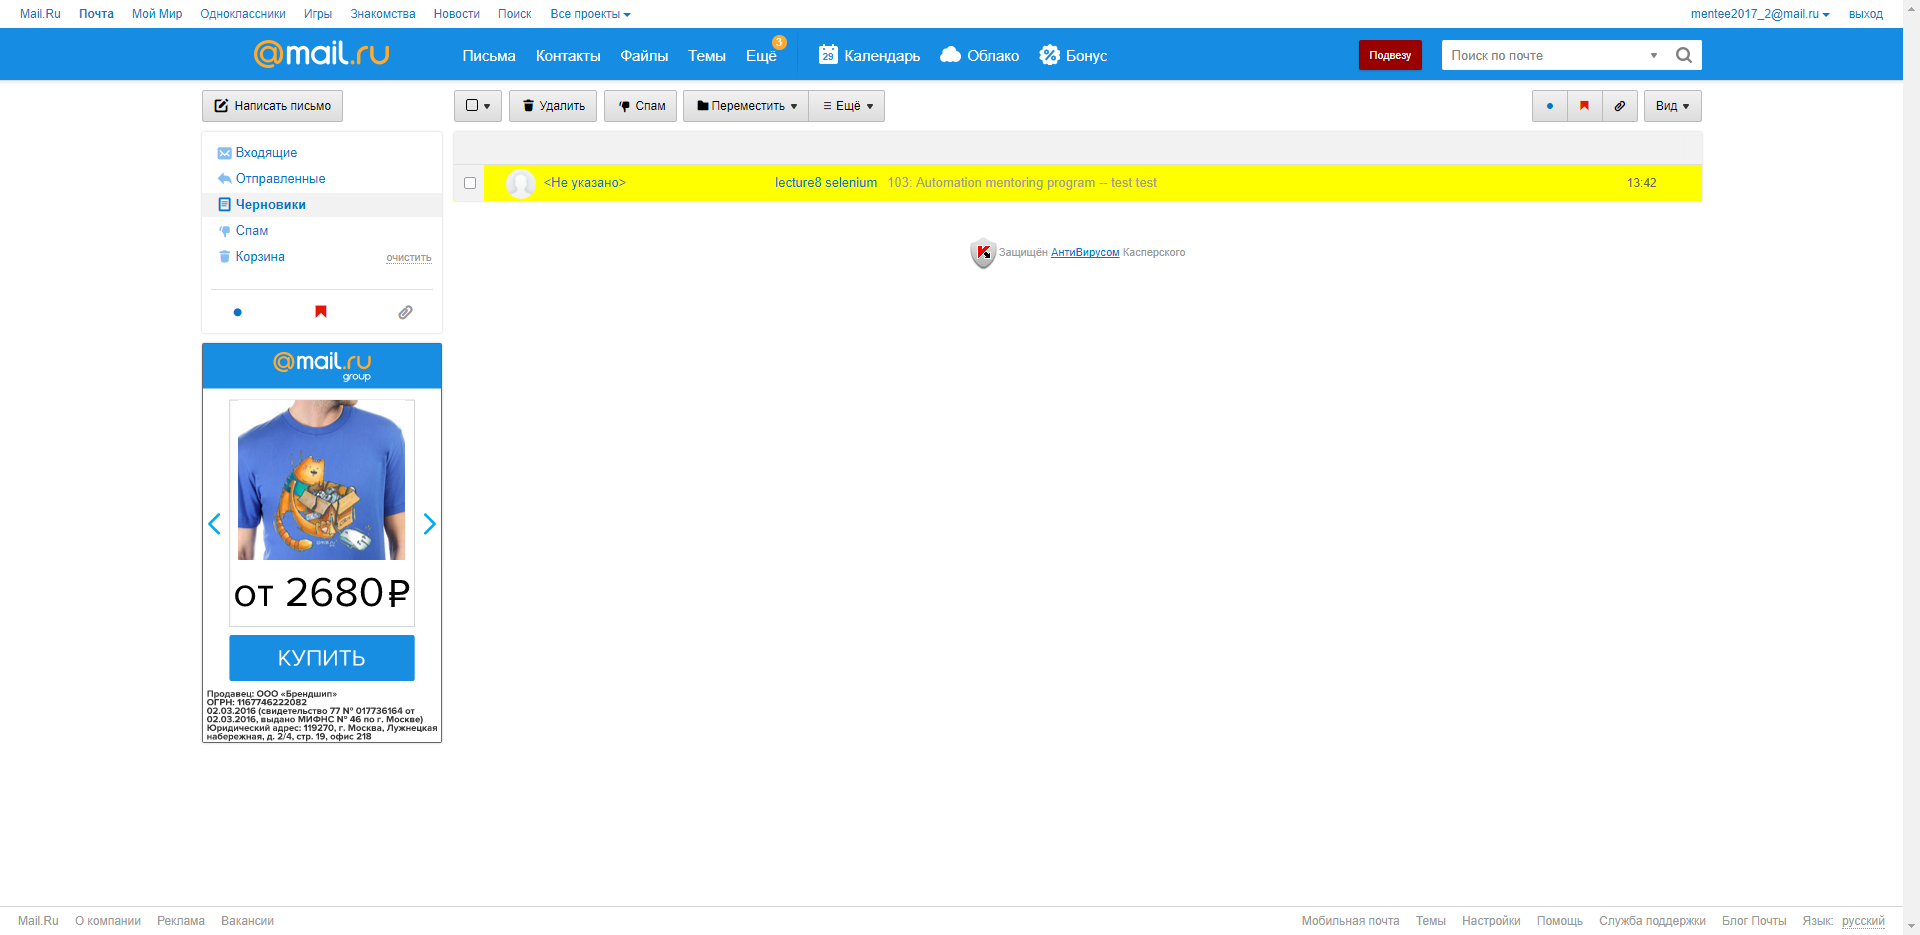 Mail.Ru Почта Мой Мир Одноклассники Игры Знакомства Новости Поиск Все проекты mentee2017_2@mail.ru выход
@mail.ru Письма Контакты Файлы Темы Ещё 3 29 Календарь Облако Бонус Подвезу Поиск по почте
Написать письмо Удалить Спам Переместить Ещё Вид
Входящие
Отправленные
Черновики
Спам
Корзина очистить
<Не указано> lecture8 selenium 103: Automation mentoring program -- test test 13:42
Защищён АнтиВирусом Касперского
@mail.ru
group
от 2680₽
КУПИТЬ
Продавец: ООО «Брендшип»
ОГРН: 1167746222082
02.03.2016 (свидетельство 77 № 017736164 от
02.03.2016, выдано МИФНС № 46 по г. Москве)
Юридический адрес: 119270, г. Москва, Лужнецкая
набережная, д. 2/4, стр. 19, офис 218
Mail.Ru О компании Реклама Вакансии Мобильная почта Темы Настройки Помощь Служба поддержки Блог Почты Язык: русский